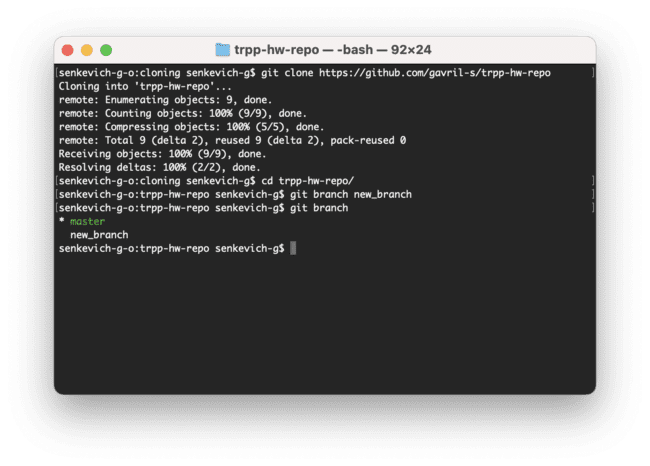 trpp-hw-repo — -bash — 92×24
[senkevich-g-o:cloning senkevich-g$ git clone https://github.com/gavril-s/trpp-hw-repo ]
Cloning into 'trpp-hw-repo'...
remote: Enumerating objects: 9, done.
remote: Counting objects: 100% (9/9), done.
remote: Compressing objects: 100% (5/5), done.
remote: Total 9 (delta 2), reused 9 (delta 2), pack-reused 0
Receiving objects: 100% (9/9), done.
Resolving deltas: 100% (2/2), done.
[senkevich-g-o:cloning senkevich-g$ cd trpp-hw-repo/ ]
[senkevich-g-o:trpp-hw-repo senkevich-g$ git branch new_branch ]
[senkevich-g-o:trpp-hw-repo senkevich-g$ git branch ]
* master
  new_branch
senkevich-g-o:trpp-hw-repo senkevich-g$